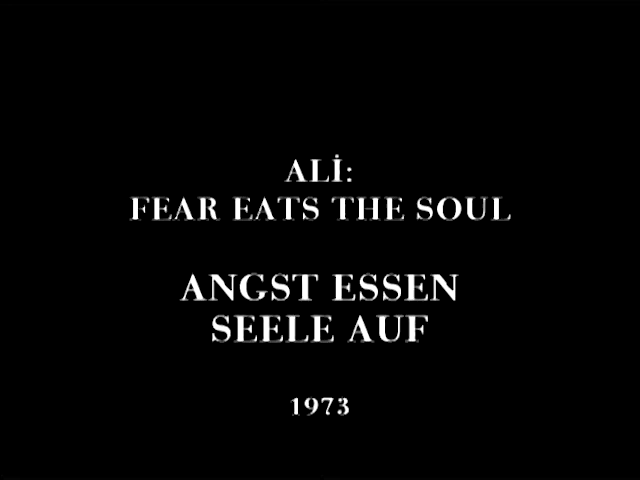 ALİ:
FEAR EATS THE SOUL
ANGST ESSEN
SEELE AUF
1973